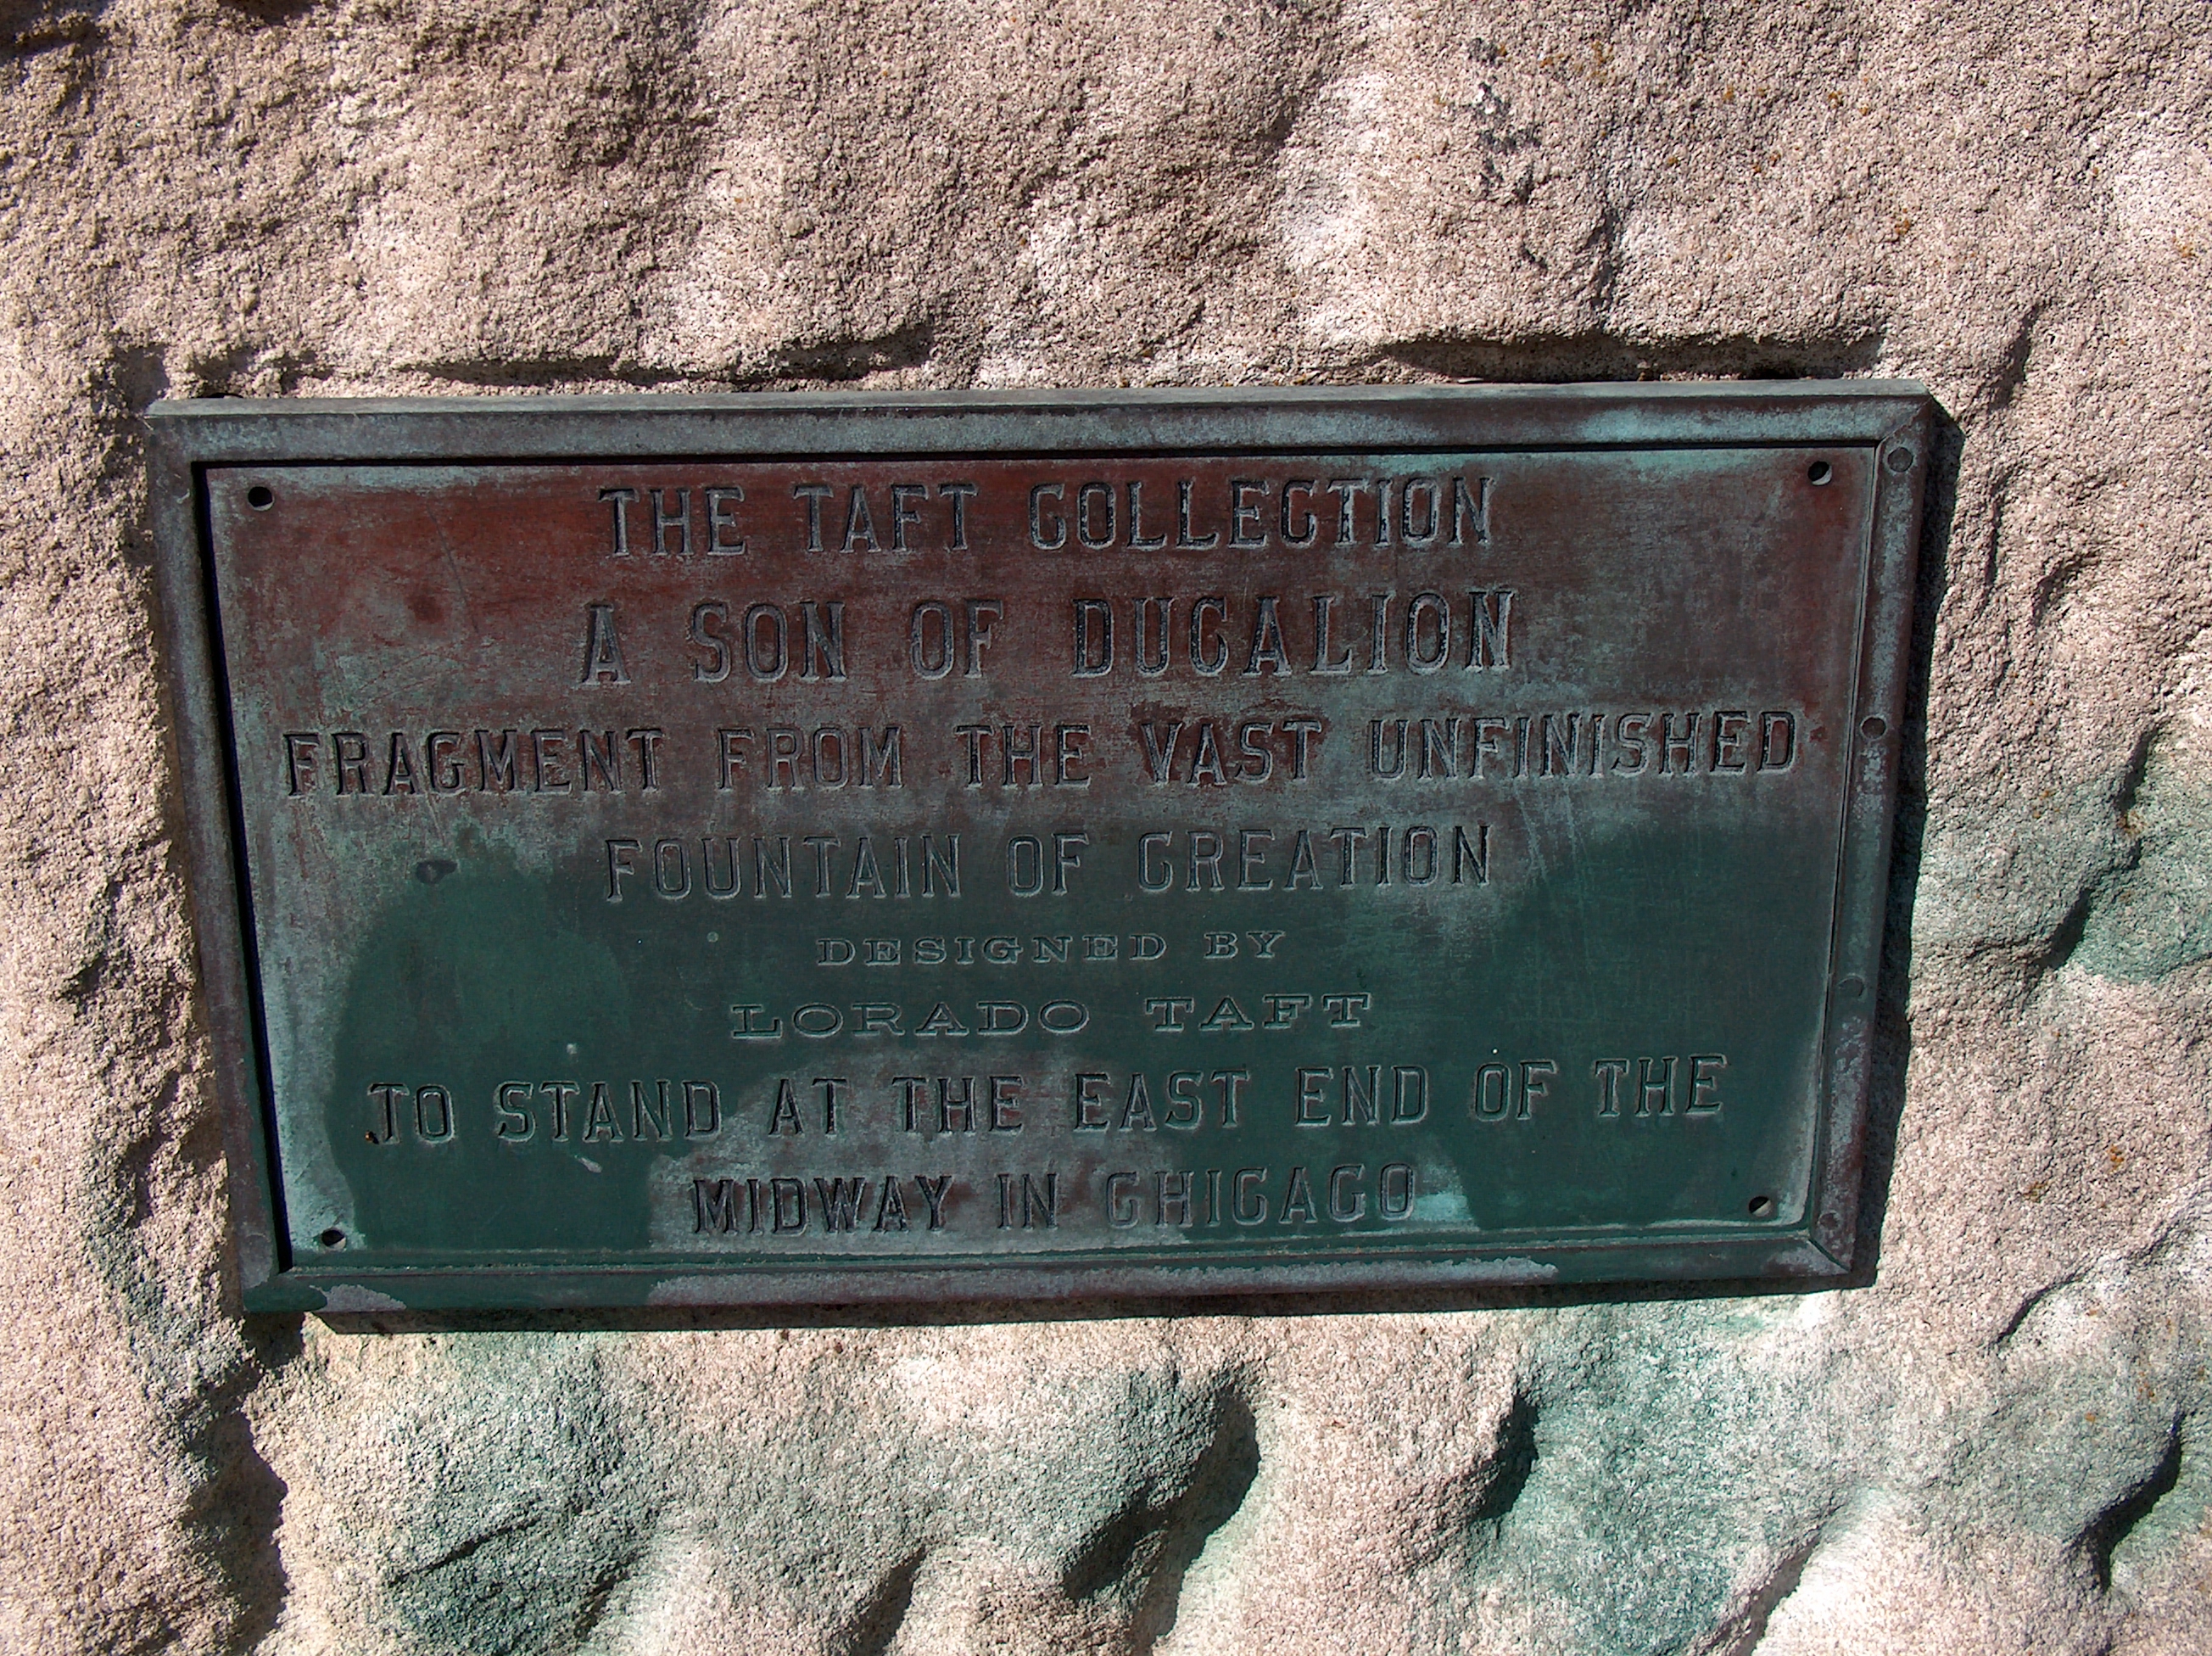 THE TAFT COLLECTION
A SON OF DUCALION
FRAGMENT FROM THE VAST UNFINISHED
FOUNTAIN OF CREATION
DESIGNED BY
LORADO TAFT
TO STAND AT THE EAST END OF THE
MIDWAY IN CHICAGO